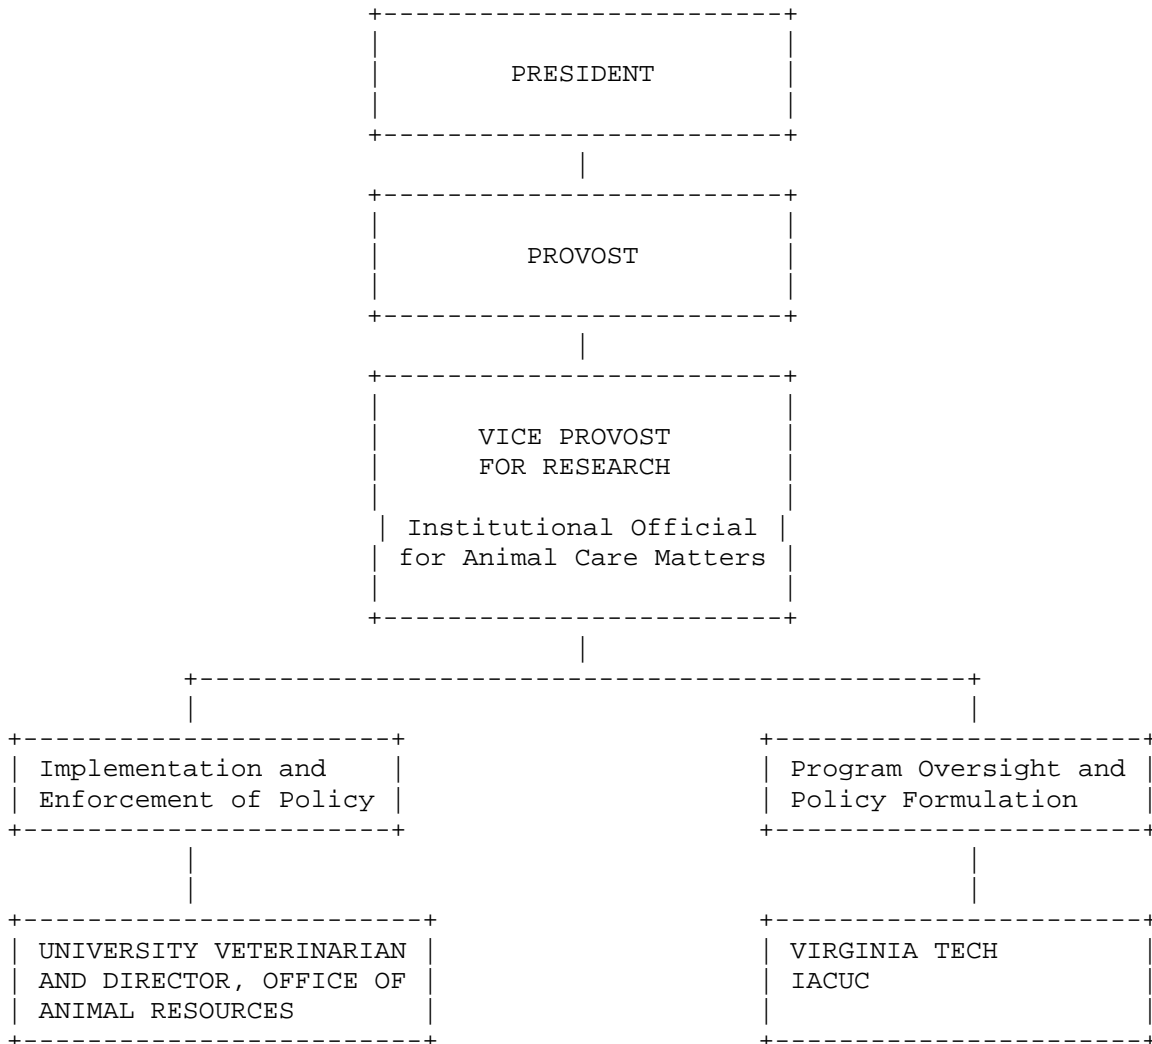 PRESIDENT
PROVOST
VICE PROVOST
FOR RESEARCH
Institutional Official
for Animal Care Matters
Implementation and
Enforcement of Policy
Program Oversight and
Policy Formulation
UNIVERSITY VETERINARIAN
AND DIRECTOR, OFFICE OF
ANIMAL RESOURCES
VIRGINIA TECH
IACUC